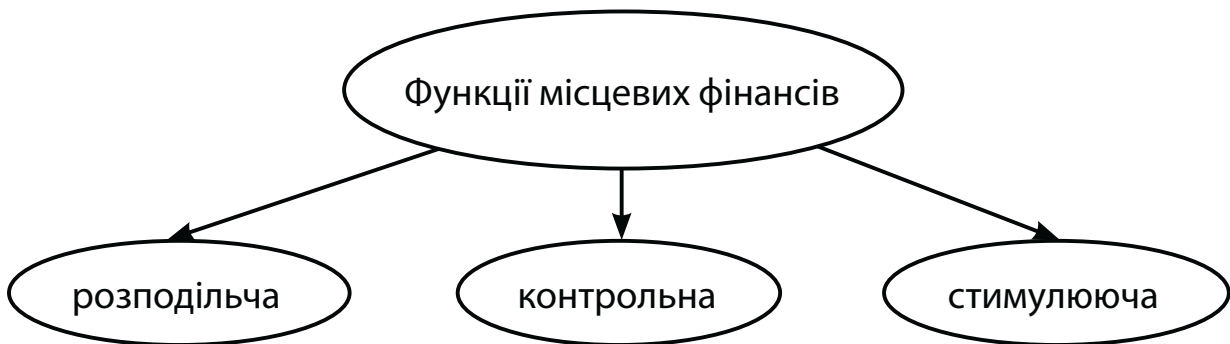 Функції місцевих фінансів
розподільча
контрольна
стимулююча